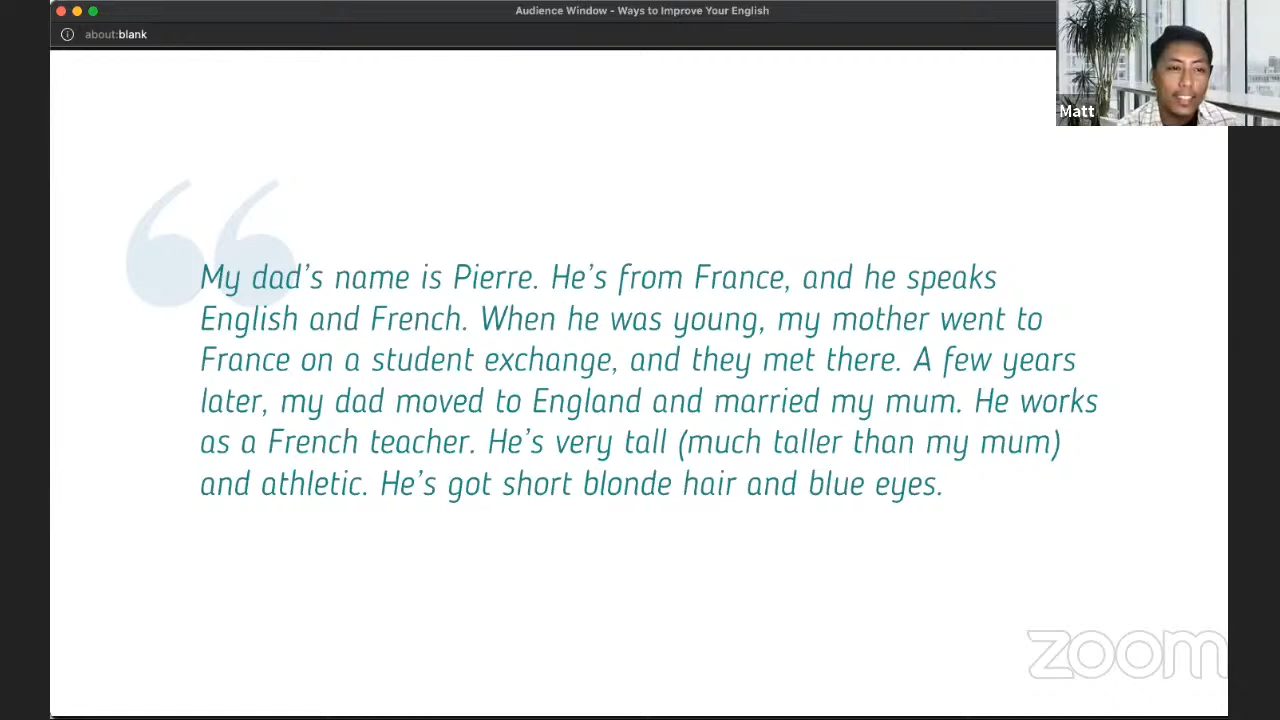 Audience Window - Ways to Improve Your English
about:blank
Matt
My dad's name is Pierre. He's from France, and he speaks
English and French. When he was young, my mother went to
France on a student exchange, and they met there. A few years
later, my dad moved to England and married my mum. He works
as a French teacher. He's very tall (much taller than my mum)
and athletic. He's got short blonde hair and blue eyes.
zoom